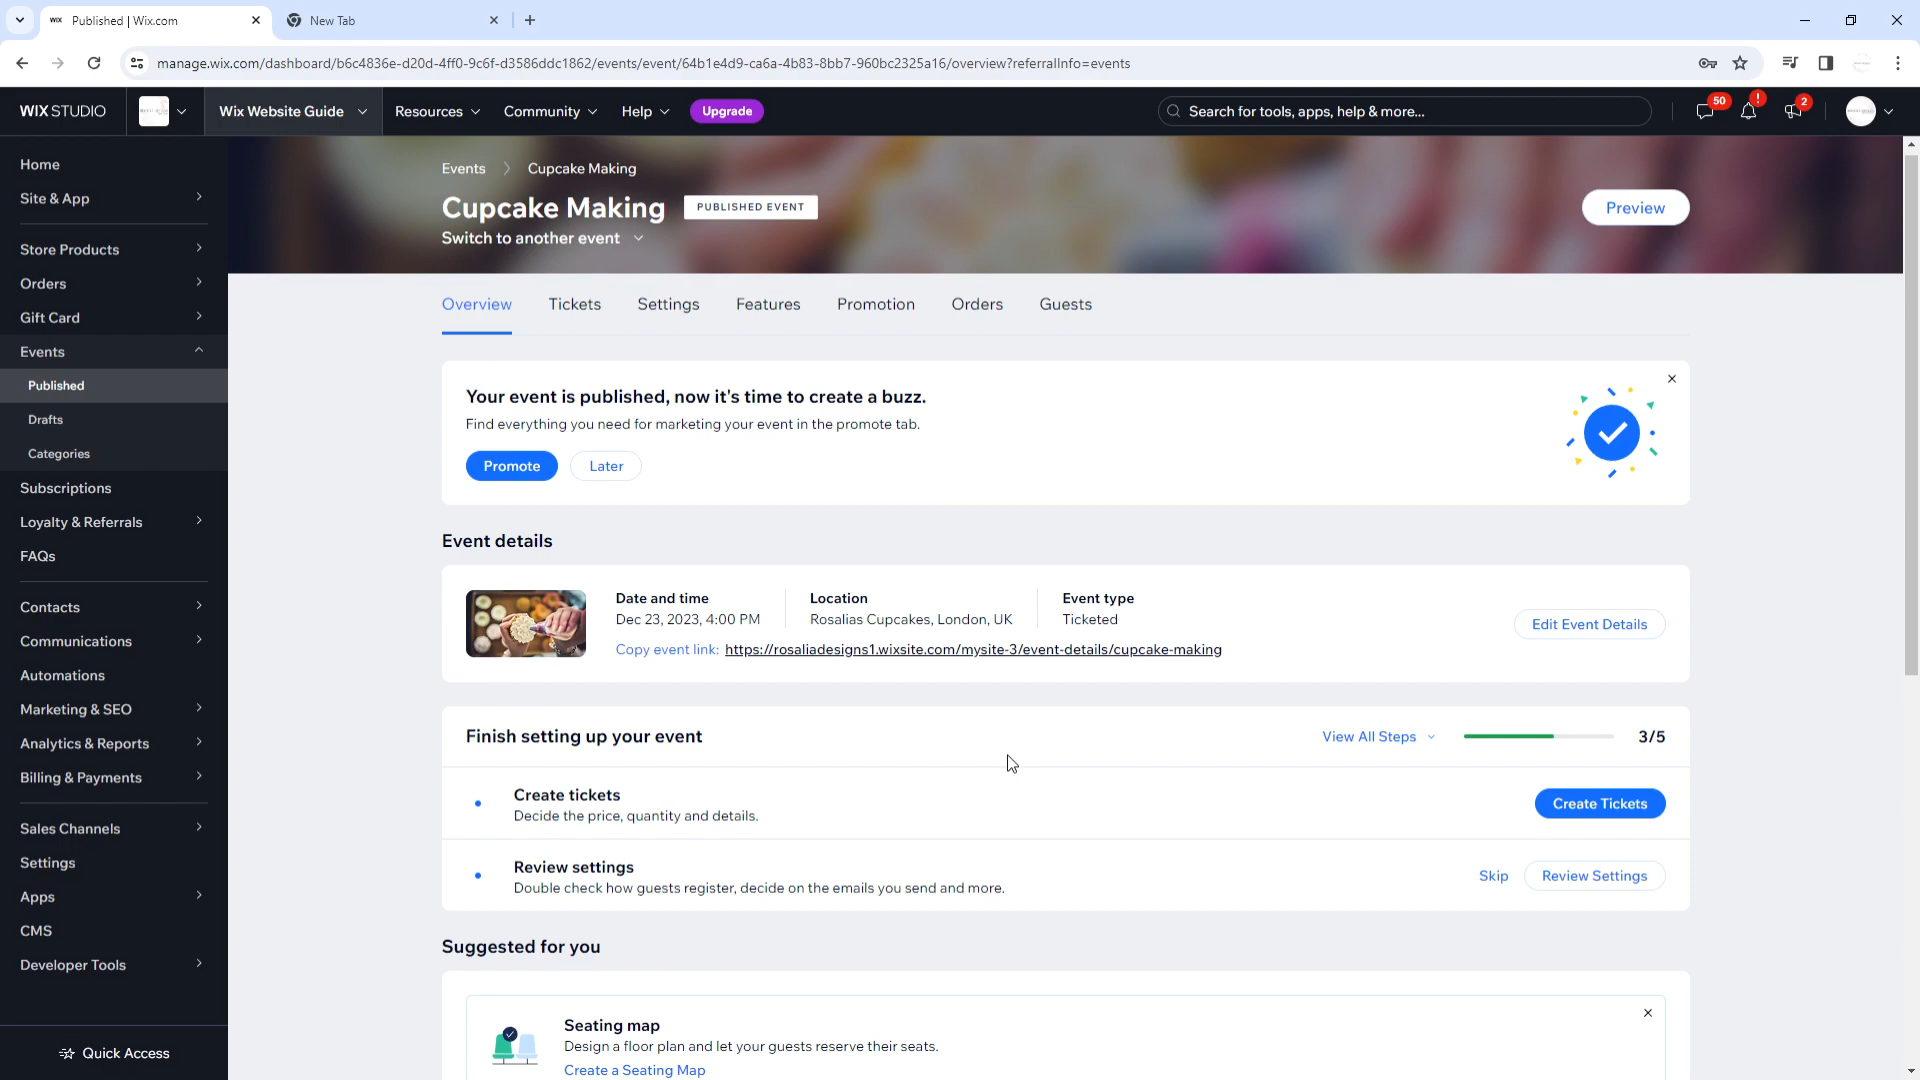 WIX Published | Wix.com
New Tab
manage.wix.com/dashboard/b6c4836e-d20d-4ff0-9c6f-d3586ddc1862/events/event/64b1e4d9-ca6a-4b83-8bb7-960bc2325a16/overview?referralInfo=events
WIX STUDIO
Wix Website Guide
Resources
Community
Help
Upgrade
Search for tools, apps, help & more...
50
!
2
Home
Site & App
Store Products
Orders
Gift Card
Events
Published
Drafts
Categories
Subscriptions
Loyalty & Referrals
FAQs
Contacts
Communications
Automations
Marketing & SEO
Analytics & Reports
Billing & Payments
Sales Channels
Settings
Apps
CMS
Developer Tools
Quick Access
Events > Cupcake Making
Cupcake Making PUBLISHED EVENT
Switch to another event
Preview
Overview Tickets Settings Features Promotion Orders Guests
Your event is published, now it's time to create a buzz.
Find everything you need for marketing your event in the promote tab.
Promote Later
Event details
Date and time
Dec 23, 2023, 4:00 PM
Location
Rosalias Cupcakes, London, UK
Event type
Ticketed
Copy event link: https://rosaliadesigns1.wixsite.com/mysite-3/event-details/cupcake-making
Edit Event Details
Finish setting up your event
View All Steps
3/5
Create tickets
Decide the price, quantity and details.
Create Tickets
Review settings
Double check how guests register, decide on the emails you send and more.
Skip
Review Settings
Suggested for you
Seating map
Design a floor plan and let your guests reserve their seats.
Create a Seating Map